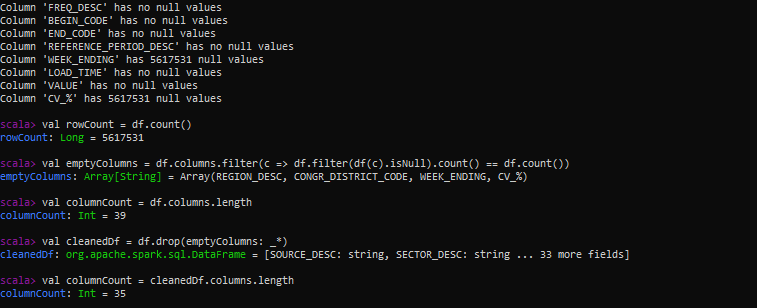 Column 'FREQ_DESC' has no null values
Column 'BEGIN_CODE' has no null values
Column 'END_CODE' has no null values
Column 'REFERENCE_PERIOD_DESC' has no null values
Column 'WEEK_ENDING' has 5617531 null values
Column 'LOAD_TIME' has no null values
Column 'VALUE' has no null values
Column 'CV_%' has 5617531 null values
scala> val rowCount = df.count()
rowCount: Long = 5617531
scala> val emptyColumns = df.columns.filter(c => df.filter(df(c).isNull).count() == df.count())
emptyColumns: Array[String] = Array(REGION_DESC, CONGR_DISTRICT_CODE, WEEK_ENDING, CV_%)
scala> val columnCount = df.columns.length
columnCount: Int = 39
scala> val cleanedDf = df.drop(emptyColumns: _*)
cleanedDf: org.apache.spark.sql.DataFrame = [SOURCE_DESC: string, SECTOR_DESC: string ... 33 more fields]
scala> val columnCount = cleanedDf.columns.length
columnCount: Int = 35